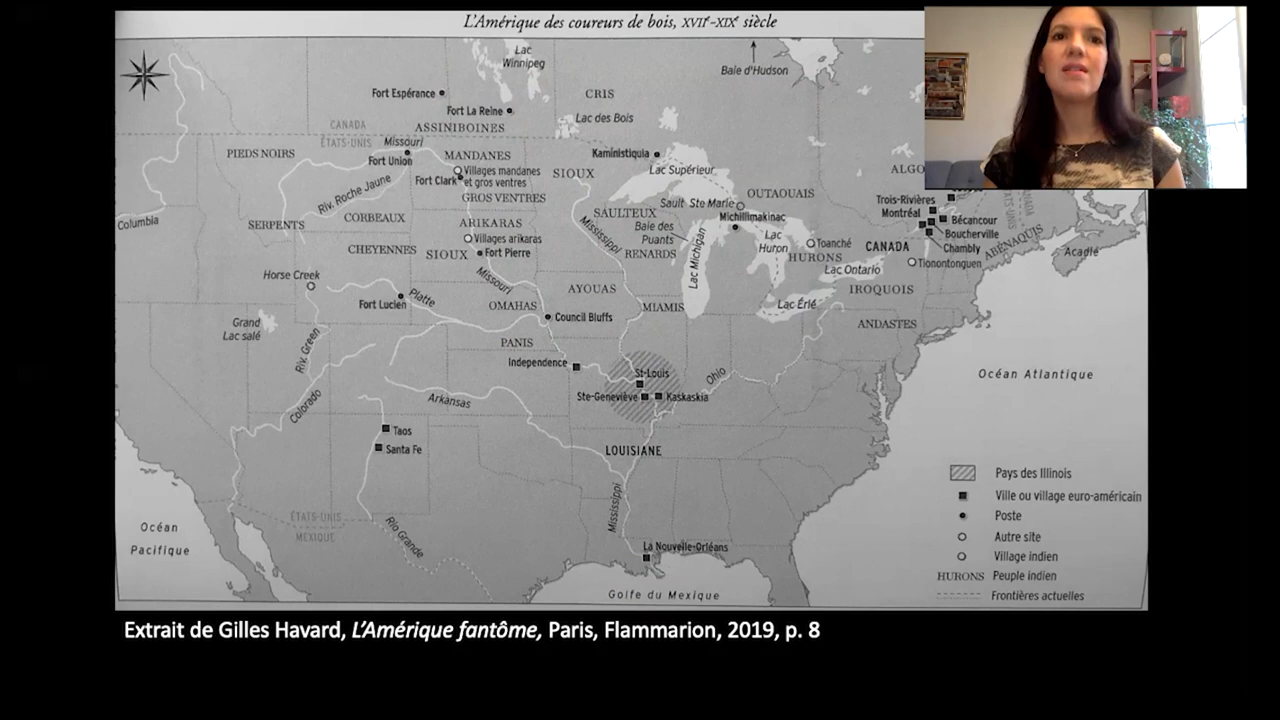 L'Amérique des coureurs de bois, XVIIᵉ-XIXᵉ siècle
Lac
Winnipeg
Baie d'Hudson
Fort Espérance
CRIS
Fort La Reine
Lac des Bois
CANADA
ASSINIBOINES
ÉTATS-UNIS
Missouri
PIEDS NOIRS
Fort Union
MANDANES
Kaministiquia
Lac Supérieur
ALGO
Villages mandanes
et gros ventres
Fort Clark
SIOUX
Riv. Roche Jaune
GROS VENTRES
OUTAOUAIS
Sault Ste Marie
Trois-Rivières
Montréal
Columbia
SERPENTS
CORBEAUX
ARIKARAS
SAULTEUX
Michillimakinac
Bécancour
Boucherville
Chambly
Mississippi
Baie des
Puants
Villages arikaras
Lac
Huron
Toanché
CANADA
ABÉNAQUIS
Acadie
CHEYENNES
SIOUX
Fort Pierre
RENARDS
Lac Michigan
HURONS
Tionontonguen
Lac Ontario
Horse Creek
Missouri
AYOUAS
IROQUOIS
Fort Lucien
Platte
OMAHAS
MIAMIS
Lac Érié
Council Bluffs
ANDASTES
Grand
Lac salé
Riv. Green
PANIS
Independence
St-Louis
Ohio
Océan Atlantique
Colorado
Arkansas
Ste-Geneviève
Kaskaskia
Taos
Santa Fe
LOUISIANE
Pays des Illinois
Ville ou village euro-américain
Mississippi
Poste
ÉTATS-UNIS
MEXIQUE
Océan
Pacifique
Rio Grande
Autre site
La Nouvelle-Orléans
Village indien
HURONS Peuple indien
Golfe du Mexique
Frontières actuelles
Extrait de Gilles Havard, L'Amérique fantôme, Paris, Flammarion, 2019, p. 8